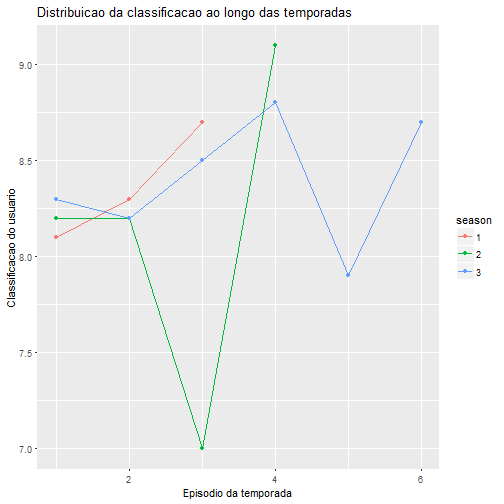 Distribuicao da classificacao ao longo das temporadas
Classificacao do usuario
9.0
8.5
8.0
7.5
7.0
2
4
6
Episodio da temporada
season
1
2
3